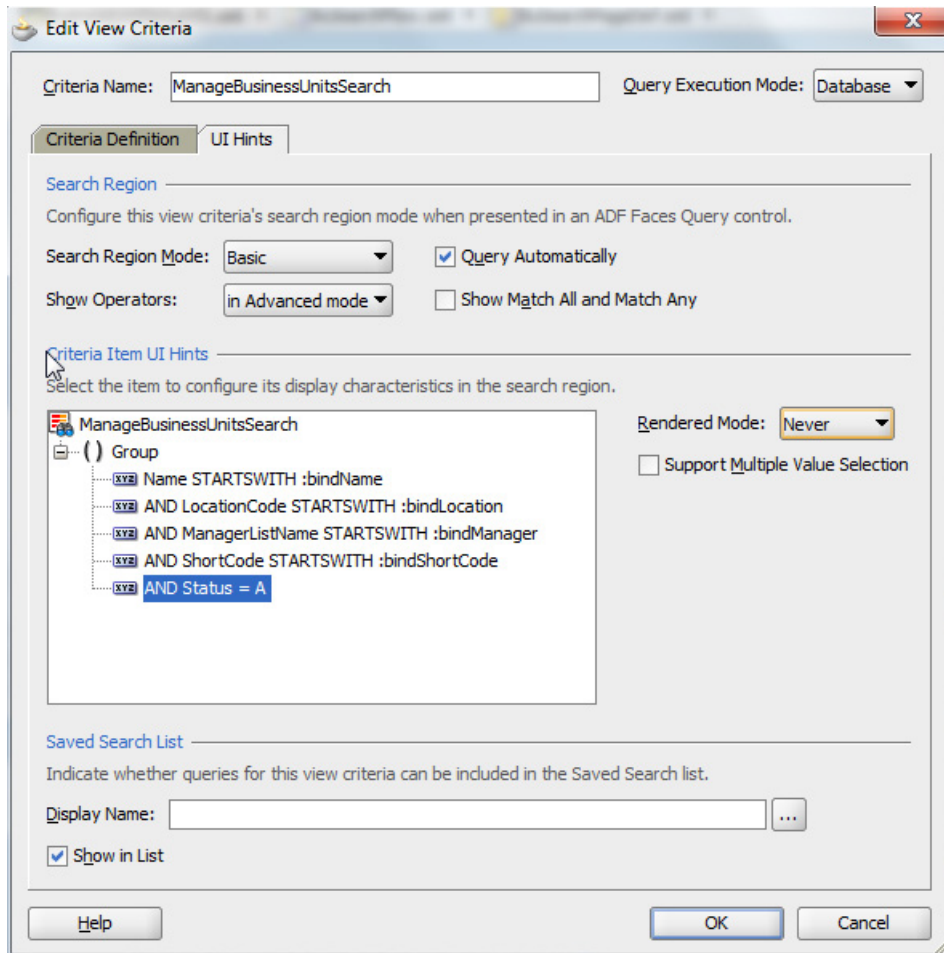 Edit View Criteria
Criteria Name: ManageBusinessUnitsSearch Query Execution Mode: Database
Criteria Definition UI Hints
Search Region
Configure this view criteria's search region mode when presented in an ADF Faces Query control.
Search Region Mode: Basic Query Automatically
Show Operators: in Advanced mode Show Match All and Match Any
Criteria Item UI Hints
Select the item to configure its display characteristics in the search region.
ManageBusinessUnitsSearch Rendered Mode: Never
( ) Group
Support Multiple Value Selection
XYZ Name STARTSWITH :bindName
XYZ AND LocationCode STARTSWITH :bindLocation
XYZ AND ManagerListName STARTSWITH :bindManager
XYZ AND ShortCode STARTSWITH :bindShortCode
XYZ AND Status = A
Saved Search List
Indicate whether queries for this view criteria can be included in the Saved Search list.
Display Name: ...
Show in List
Help OK Cancel